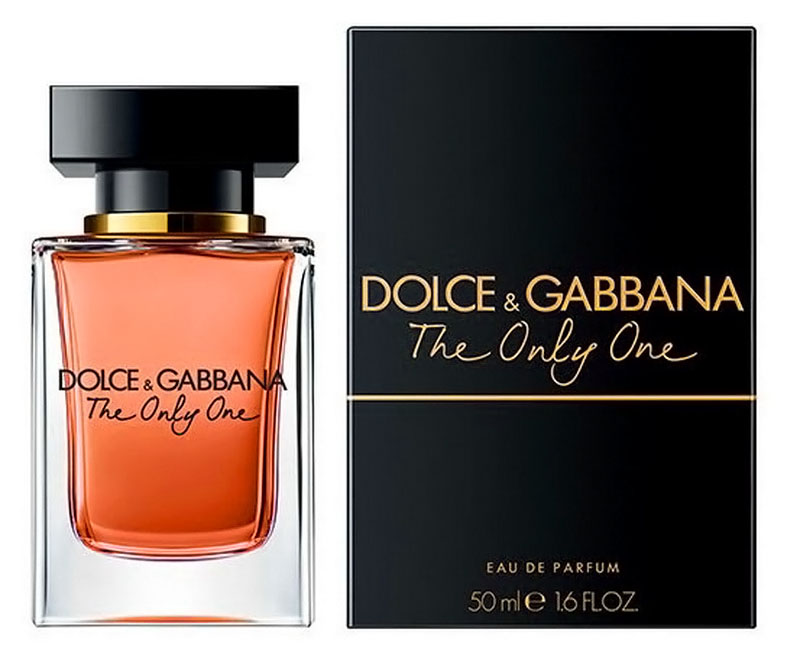 DOLCE & GABBANA
The Only One
DOLCE & GABBANA
The Only One
EAU DE PARFUM
50 ml ℮ 1.6 FL.OZ.